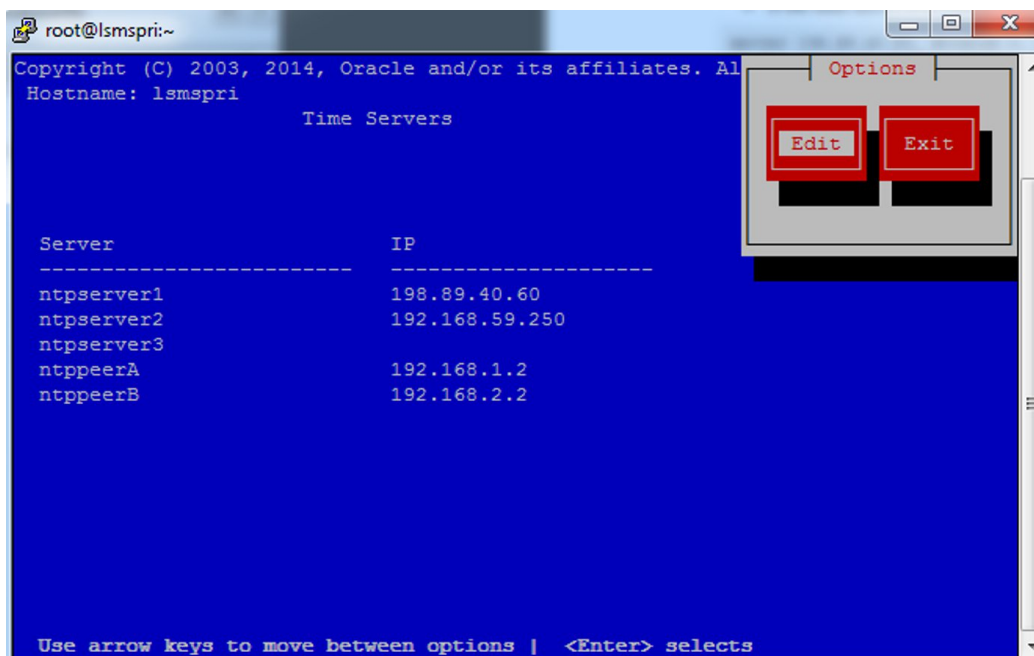 root@lsmspri:~
Copyright (C) 2003, 2014, Oracle and/or its affiliates. Al
Options
Hostname: lsmspri
Time Servers
Edit Exit
Server IP
------------------------- ---------------------
ntpserver1 198.89.40.60
ntpserver2 192.168.59.250
ntpserver3
ntppeerA 192.168.1.2
ntppeerB 192.168.2.2
Use arrow keys to move between options | <Enter> selects